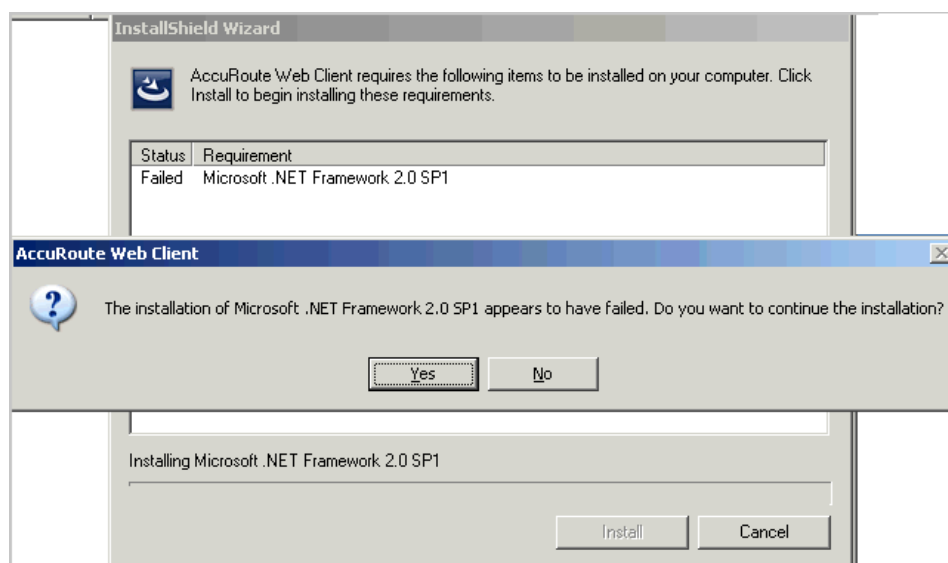 InstallShield Wizard
AccuRoute Web Client requires the following items to be installed on your computer. Click
Install to begin installing these requirements.
Status Requirement
Failed Microsoft .NET Framework 2.0 SP1
AccuRoute Web Client
The installation of Microsoft .NET Framework 2.0 SP1 appears to have failed. Do you want to continue the installation?
Yes No
Installing Microsoft .NET Framework 2.0 SP1
Install Cancel